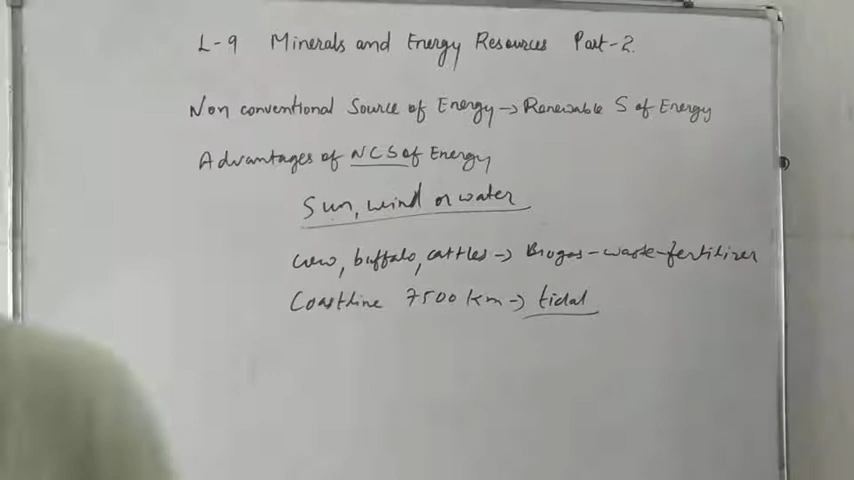 L-9 Minerals and Energy Resources Part-2.
Non conventional Source of Energy → Renewable S of Energy
Advantages of NCS of Energy
Sun, wind or water
cow, buffalo, cattles → Biogas - waste - fertilizer
Coastline 7500 km → tidal